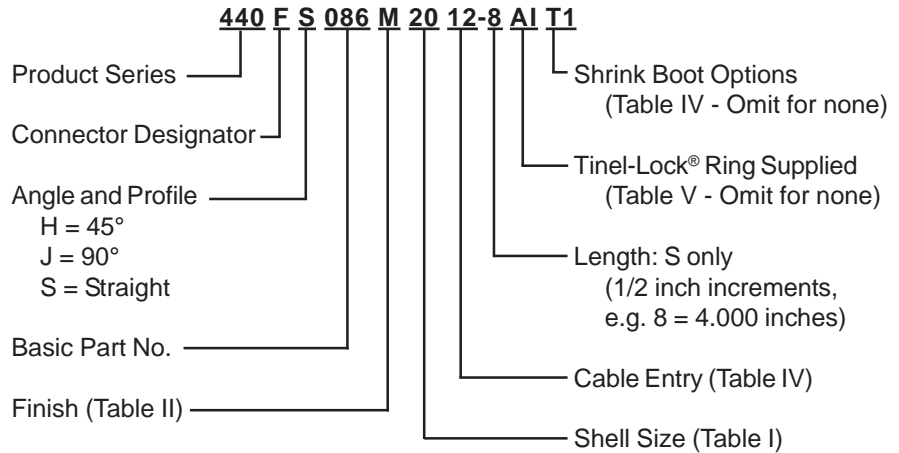 440 F S 086 M 20 12-8 AI T1
Product Series
Connector Designator
Angle and Profile
H = 45°
J = 90°
S = Straight
Basic Part No.
Finish (Table II)
Shrink Boot Options
(Table IV - Omit for none)
Tinel-Lock® Ring Supplied
(Table V - Omit for none)
Length: S only
(1/2 inch increments,
e.g. 8 = 4.000 inches)
Cable Entry (Table IV)
Shell Size (Table I)